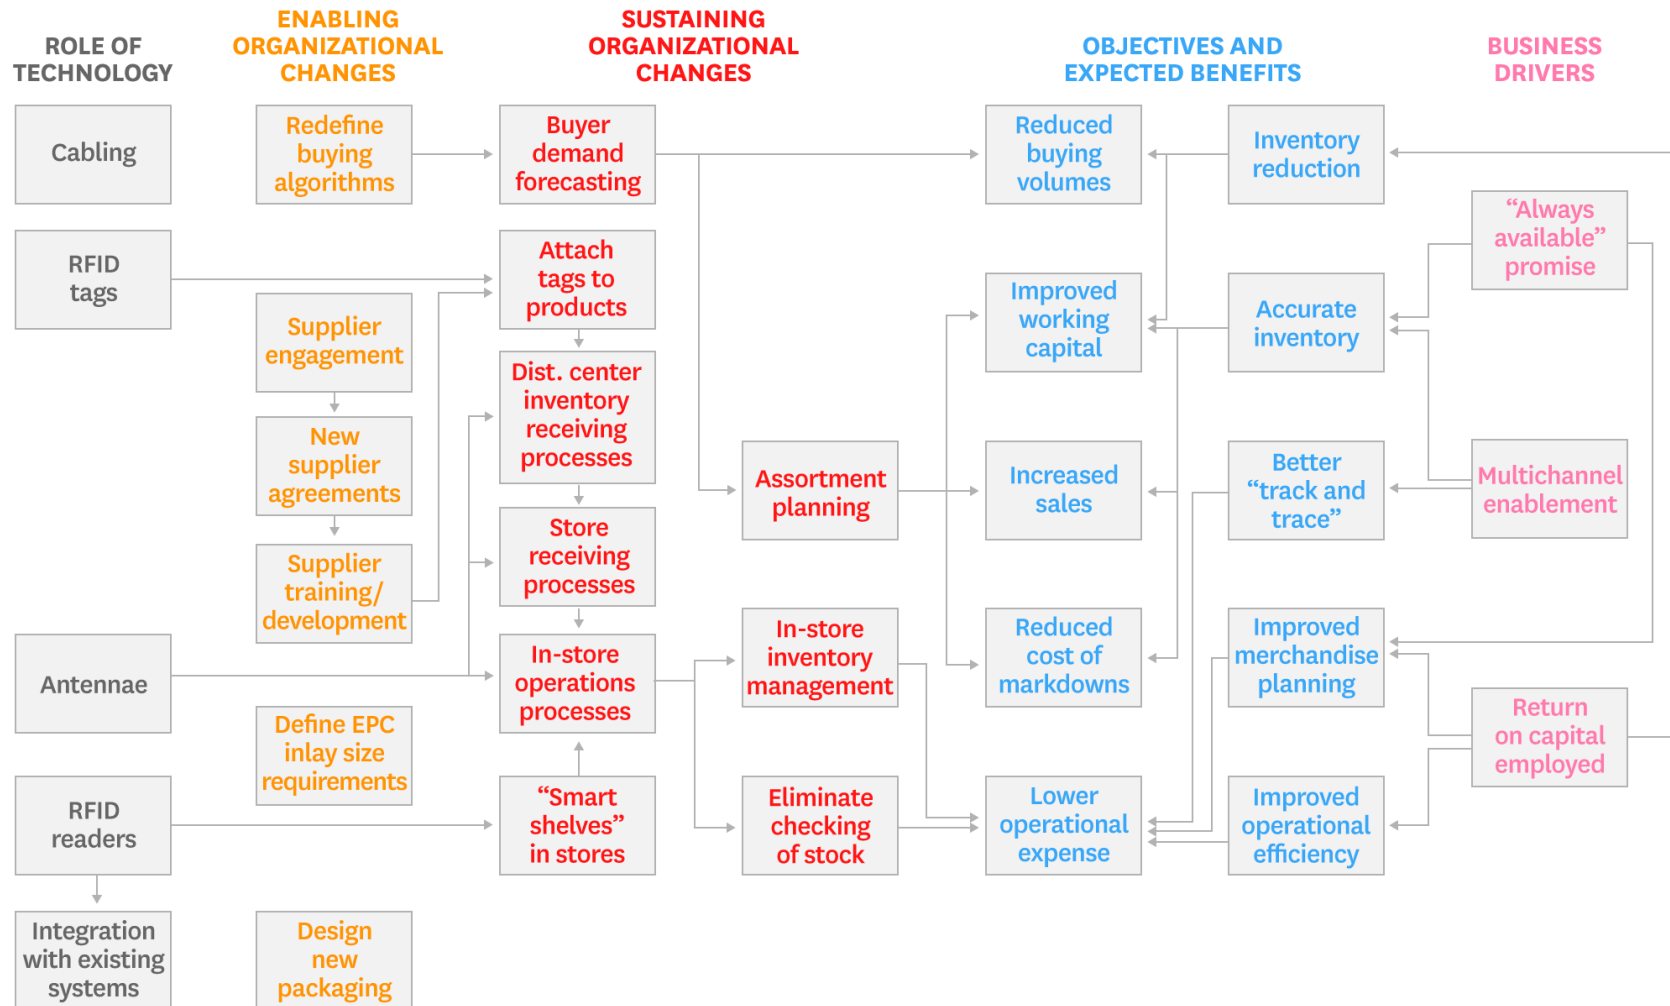 ROLE OF
TECHNOLOGY
ENABLING
ORGANIZATIONAL
CHANGES
SUSTAINING
ORGANIZATIONAL
CHANGES
OBJECTIVES AND
EXPECTED BENEFITS
BUSINESS
DRIVERS
Cabling
RFID
tags
Antennae
RFID
readers
Integration
with existing
systems
Redefine
buying
algorithms
Supplier
engagement
New
supplier
agreements
Supplier
training/
development
Define EPC
inlay size
requirements
Design
new
packaging
Buyer
demand
forecasting
Attach
tags to
products
Dist. center
inventory
receiving
processes
Store
receiving
processes
In-store
operations
processes
“Smart
shelves”
in stores
Assortment
planning
In-store
inventory
management
Eliminate
checking
of stock
Reduced
buying
volumes
Improved
working
capital
Increased
sales
Reduced
cost of
markdowns
Lower
operational
expense
Inventory
reduction
Accurate
inventory
Better
“track and
trace”
Improved
merchandise
planning
Improved
operational
efficiency
“Always
available”
promise
Multichannel
enablement
Return
on capital
employed